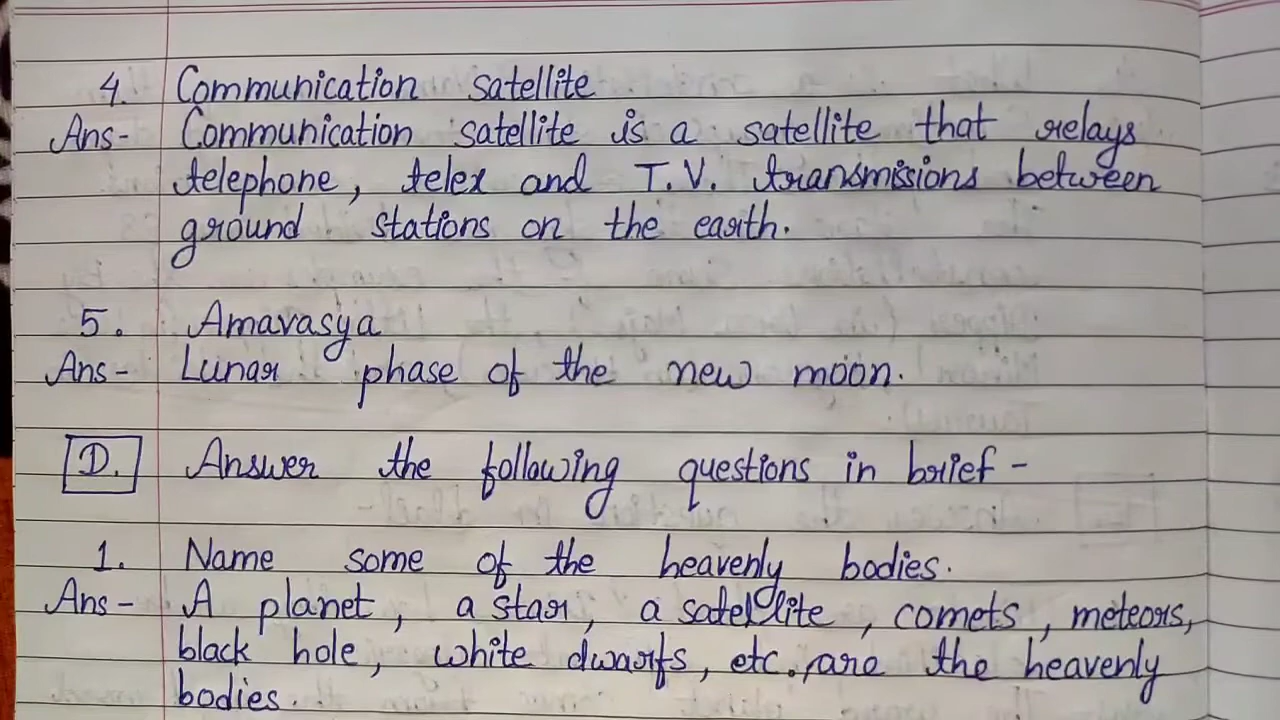 4. Communication satellite
Ans- Communication satellite is a satellite that relays
telephone, telex and T.V. transmissions between
ground stations on the earth.
5. Amavasya
Ans- Lunar phase of the new moon.
D. Answer the following questions in brief -
1. Name some of the heavenly bodies.
Ans- A planet, a star, a satellite, comets, meteors,
black hole, white dwarfs, etc. are the heavenly
bodies.